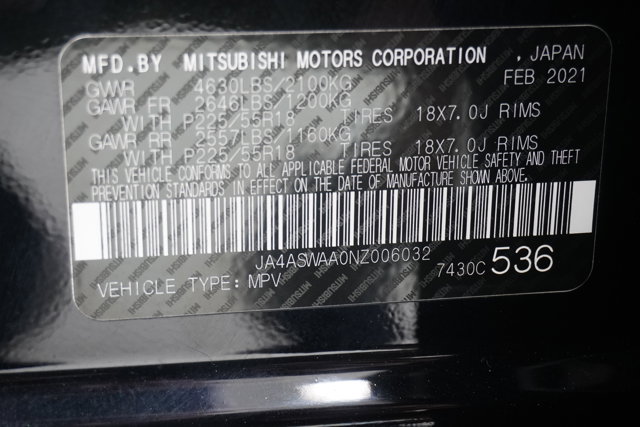 MFD.BY MITSUBISHI MOTORS CORPORATION , JAPAN
GVWR 4630LBS/2100KG FEB 2021
GAWR FR 2646LBS/1200KG
WITH P225/55R18 TIRES 18X7.0J RIMS
GAWR RR 2557LBS/1160KG
WITH P225/55R18 TIRES 18X7.0J RIMS
THIS VEHICLE CONFORMS TO ALL APPLICABLE FEDERAL MOTOR VEHICLE SAFETY AND THEFT
PREVENTION STANDARDS IN EFFECT ON THE DATE OF MANUFACTURE SHOWN ABOVE.
JA4ASWAA0NZ006032
7430C 536
VEHICLE TYPE: MPV